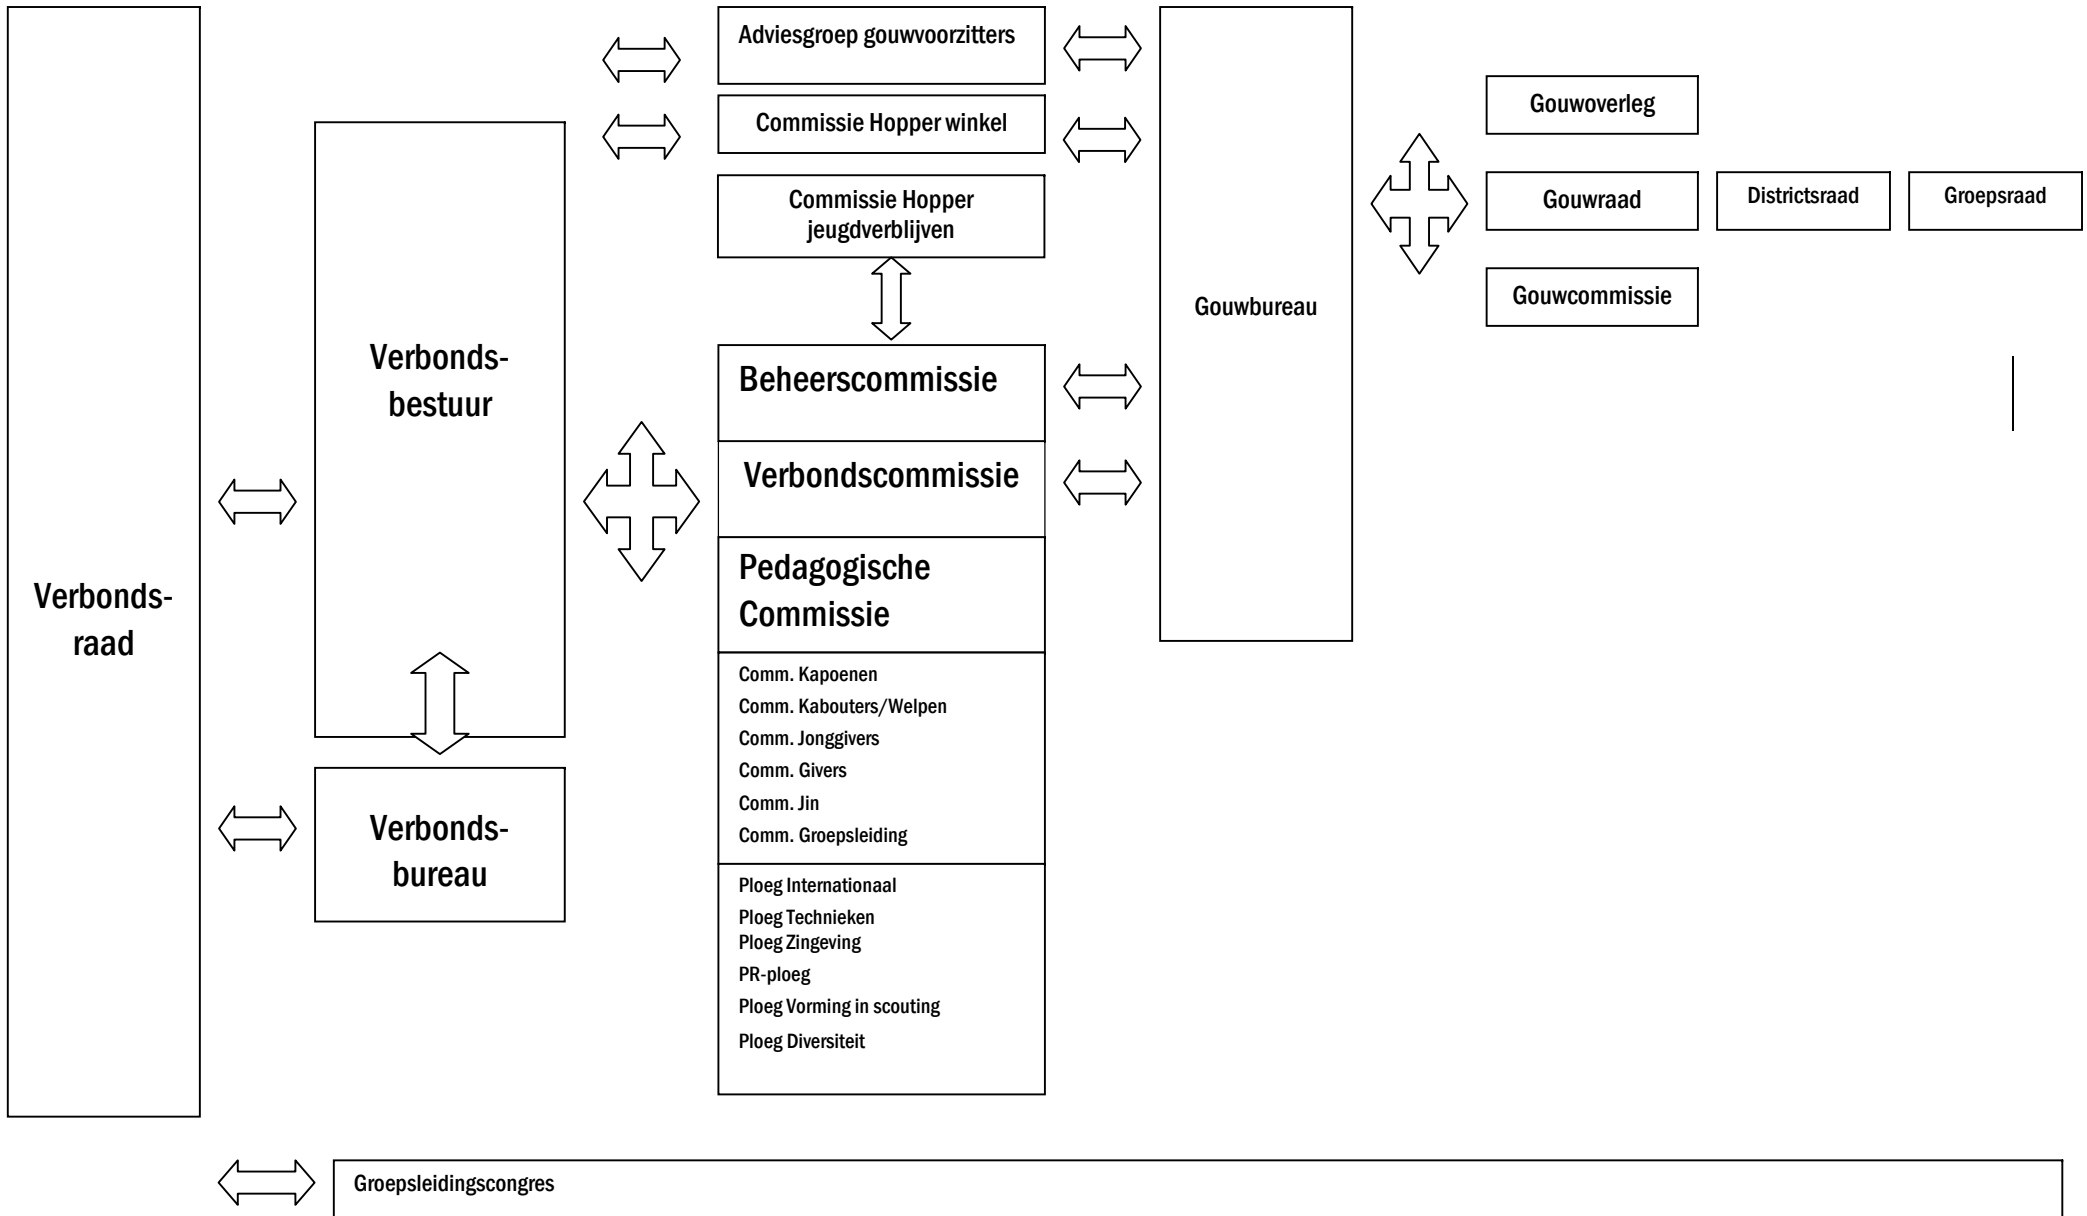 Verbonds-
raad
Verbonds-
bestuur
Verbonds-
bureau
Adviesgroep gouwvoorzitters
Commissie Hopper winkel
Commissie Hopper
jeugdverblijven
Beheerscommissie
Verbondscommissie
Pedagogische
Commissie
Comm. Kapoenen
Comm. Kabouters/Welpen
Comm. Jonggivers
Comm. Givers
Comm. Jin
Comm. Groepsleiding
Ploeg Internationaal
Ploeg Technieken
Ploeg Zingeving
PR-ploeg
Ploeg Vorming in scouting
Ploeg Diversiteit
Gouwbureau
Gouwoverleg
Gouwraad
Districtsraad
Groepsraad
Gouwcommissie
Groepsleidingscongres